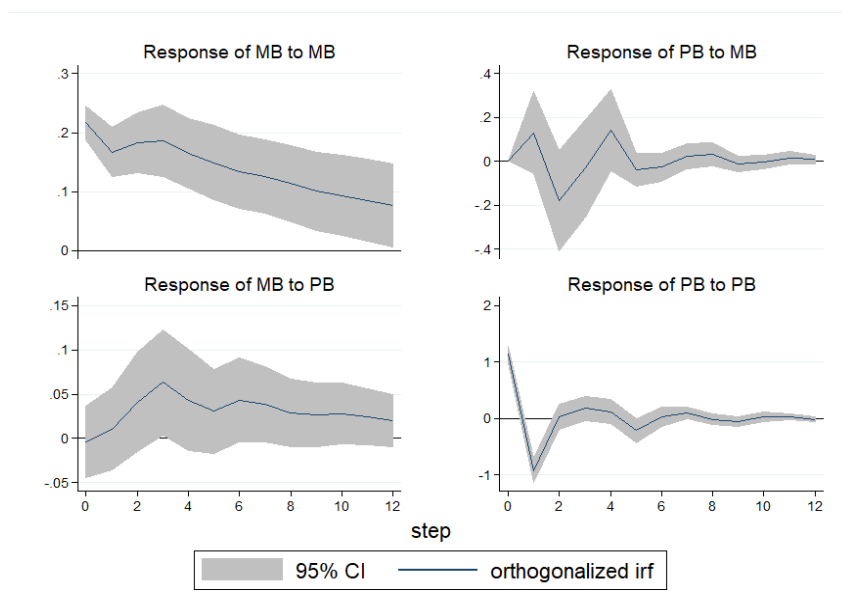 Response of MB to MB
.3
.2
.1
0
Response of PB to MB
.4
.2
0
-.2
-.4
Response of MB to PB
.15
.1
.05
0
-.05
0 2 4 6 8 10 12
Response of PB to PB
2
1
0
-1
0 2 4 6 8 10 12
step
95% CI orthogonalized irf